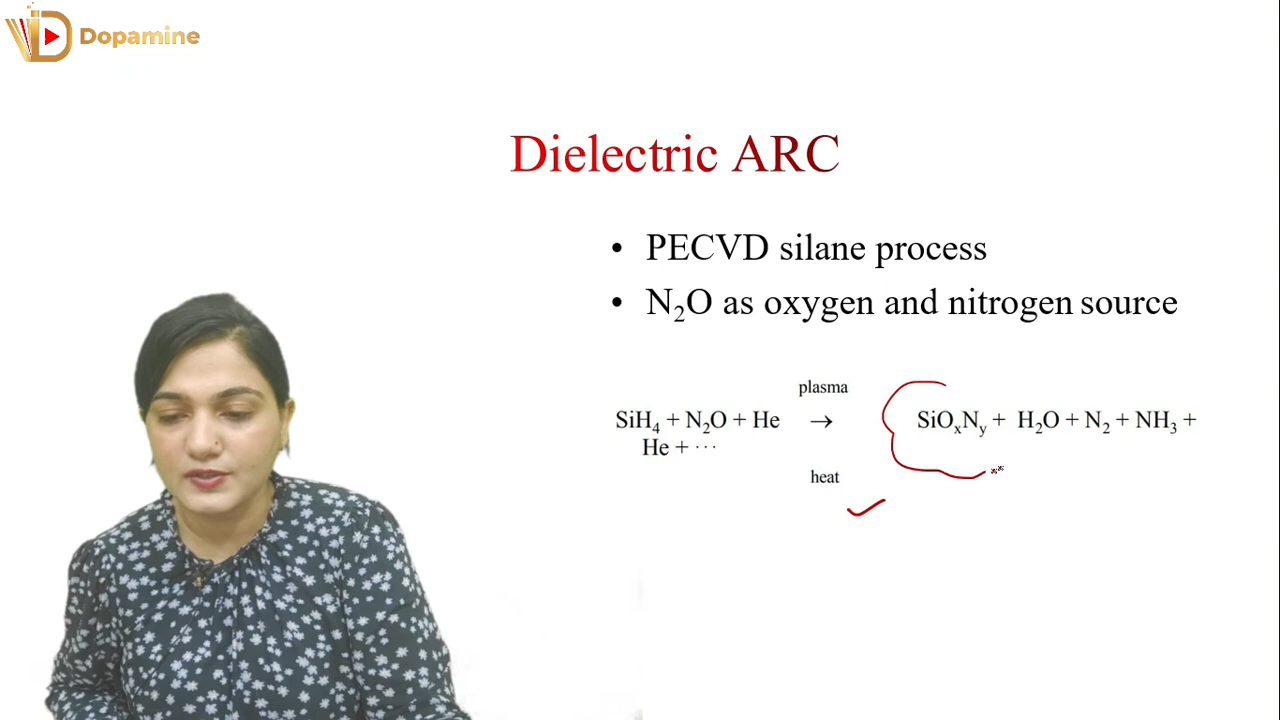 Dopamine
Dielectric ARC
• PECVD silane process
• N₂O as oxygen and nitrogen source
plasma
SiH₄ + N₂O + He → SiOₓNᵧ + H₂O + N₂ + NH₃ +
He + ···
heat